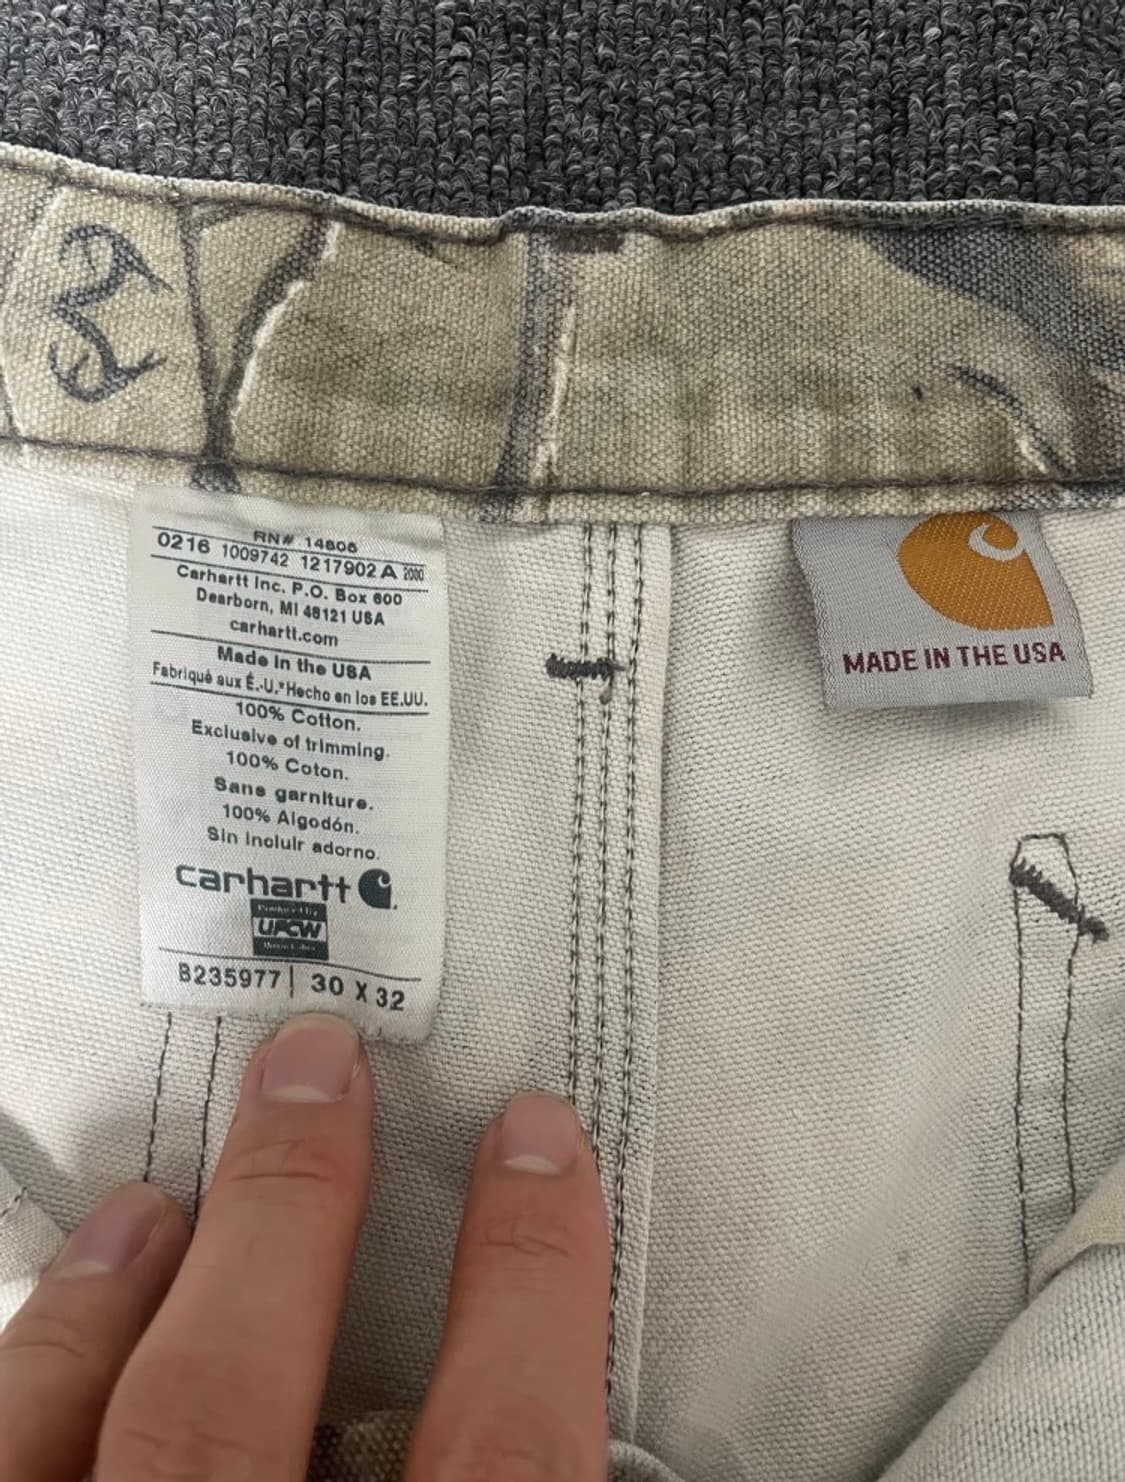 RN# 14806
0216 1009742 1217902 A 2000
Carhartt Inc. P.O. Box 600
Dearborn, MI 48121 USA
carhartt.com
Made in the USA
Fabriqué aux É.-U.*Hecho en los EE.UU.
100% Cotton.
Exclusive of trimming.
100% Coton.
Sans garniture.
100% Algodón.
Sin incluir adorno.
carhartt
UFCW
B235977 | 30 X 32
MADE IN THE USA